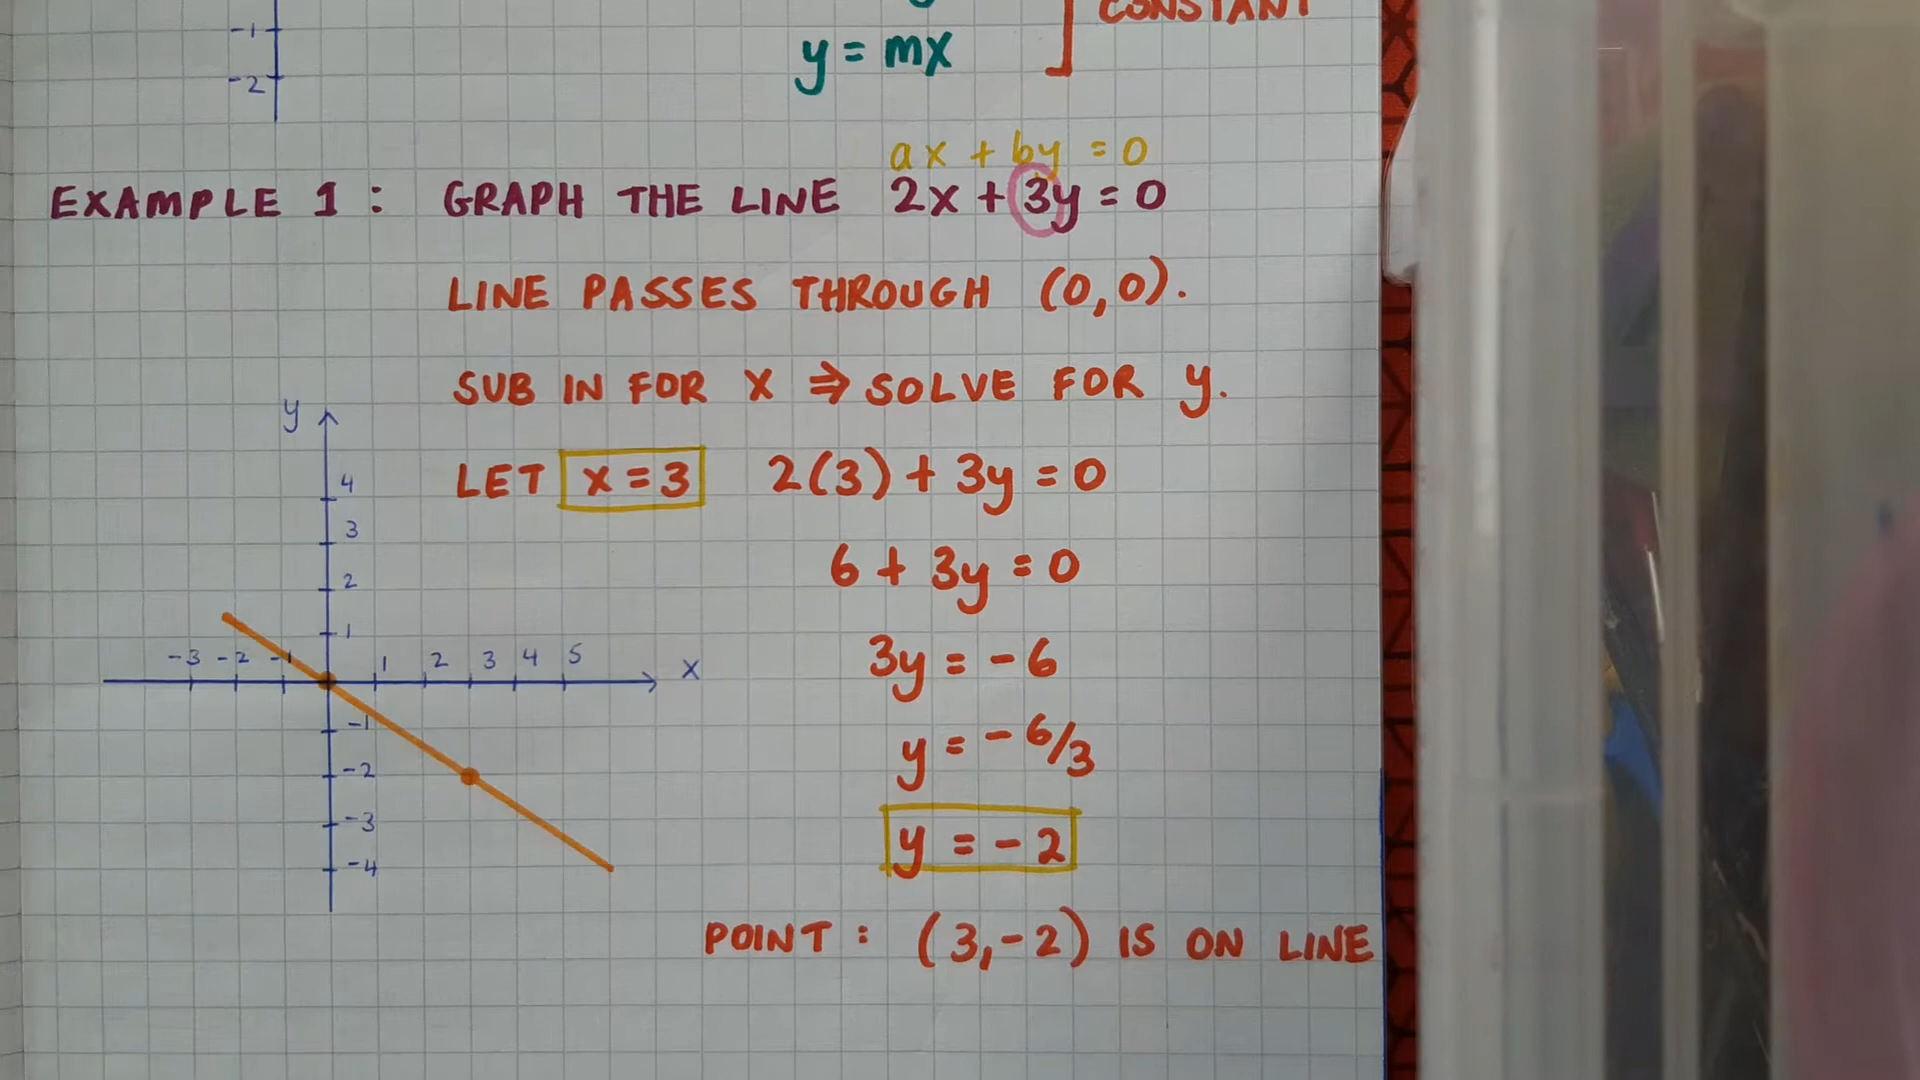 -1
-2
CONSTANT
y = mx
ax + by = 0
EXAMPLE 1 : GRAPH THE LINE 2x + 3y = 0
LINE PASSES THROUGH (0,0).
SUB IN FOR X ⇒ SOLVE FOR y.
LET x = 3 2(3) + 3y = 0
6 + 3y = 0
3y = - 6
y = - 6/3
y = - 2
POINT : (3,-2) IS ON LINE
y
4
3
2
1
-3 -2 -1 1 2 3 4 5 x
-1
-2
-3
-4